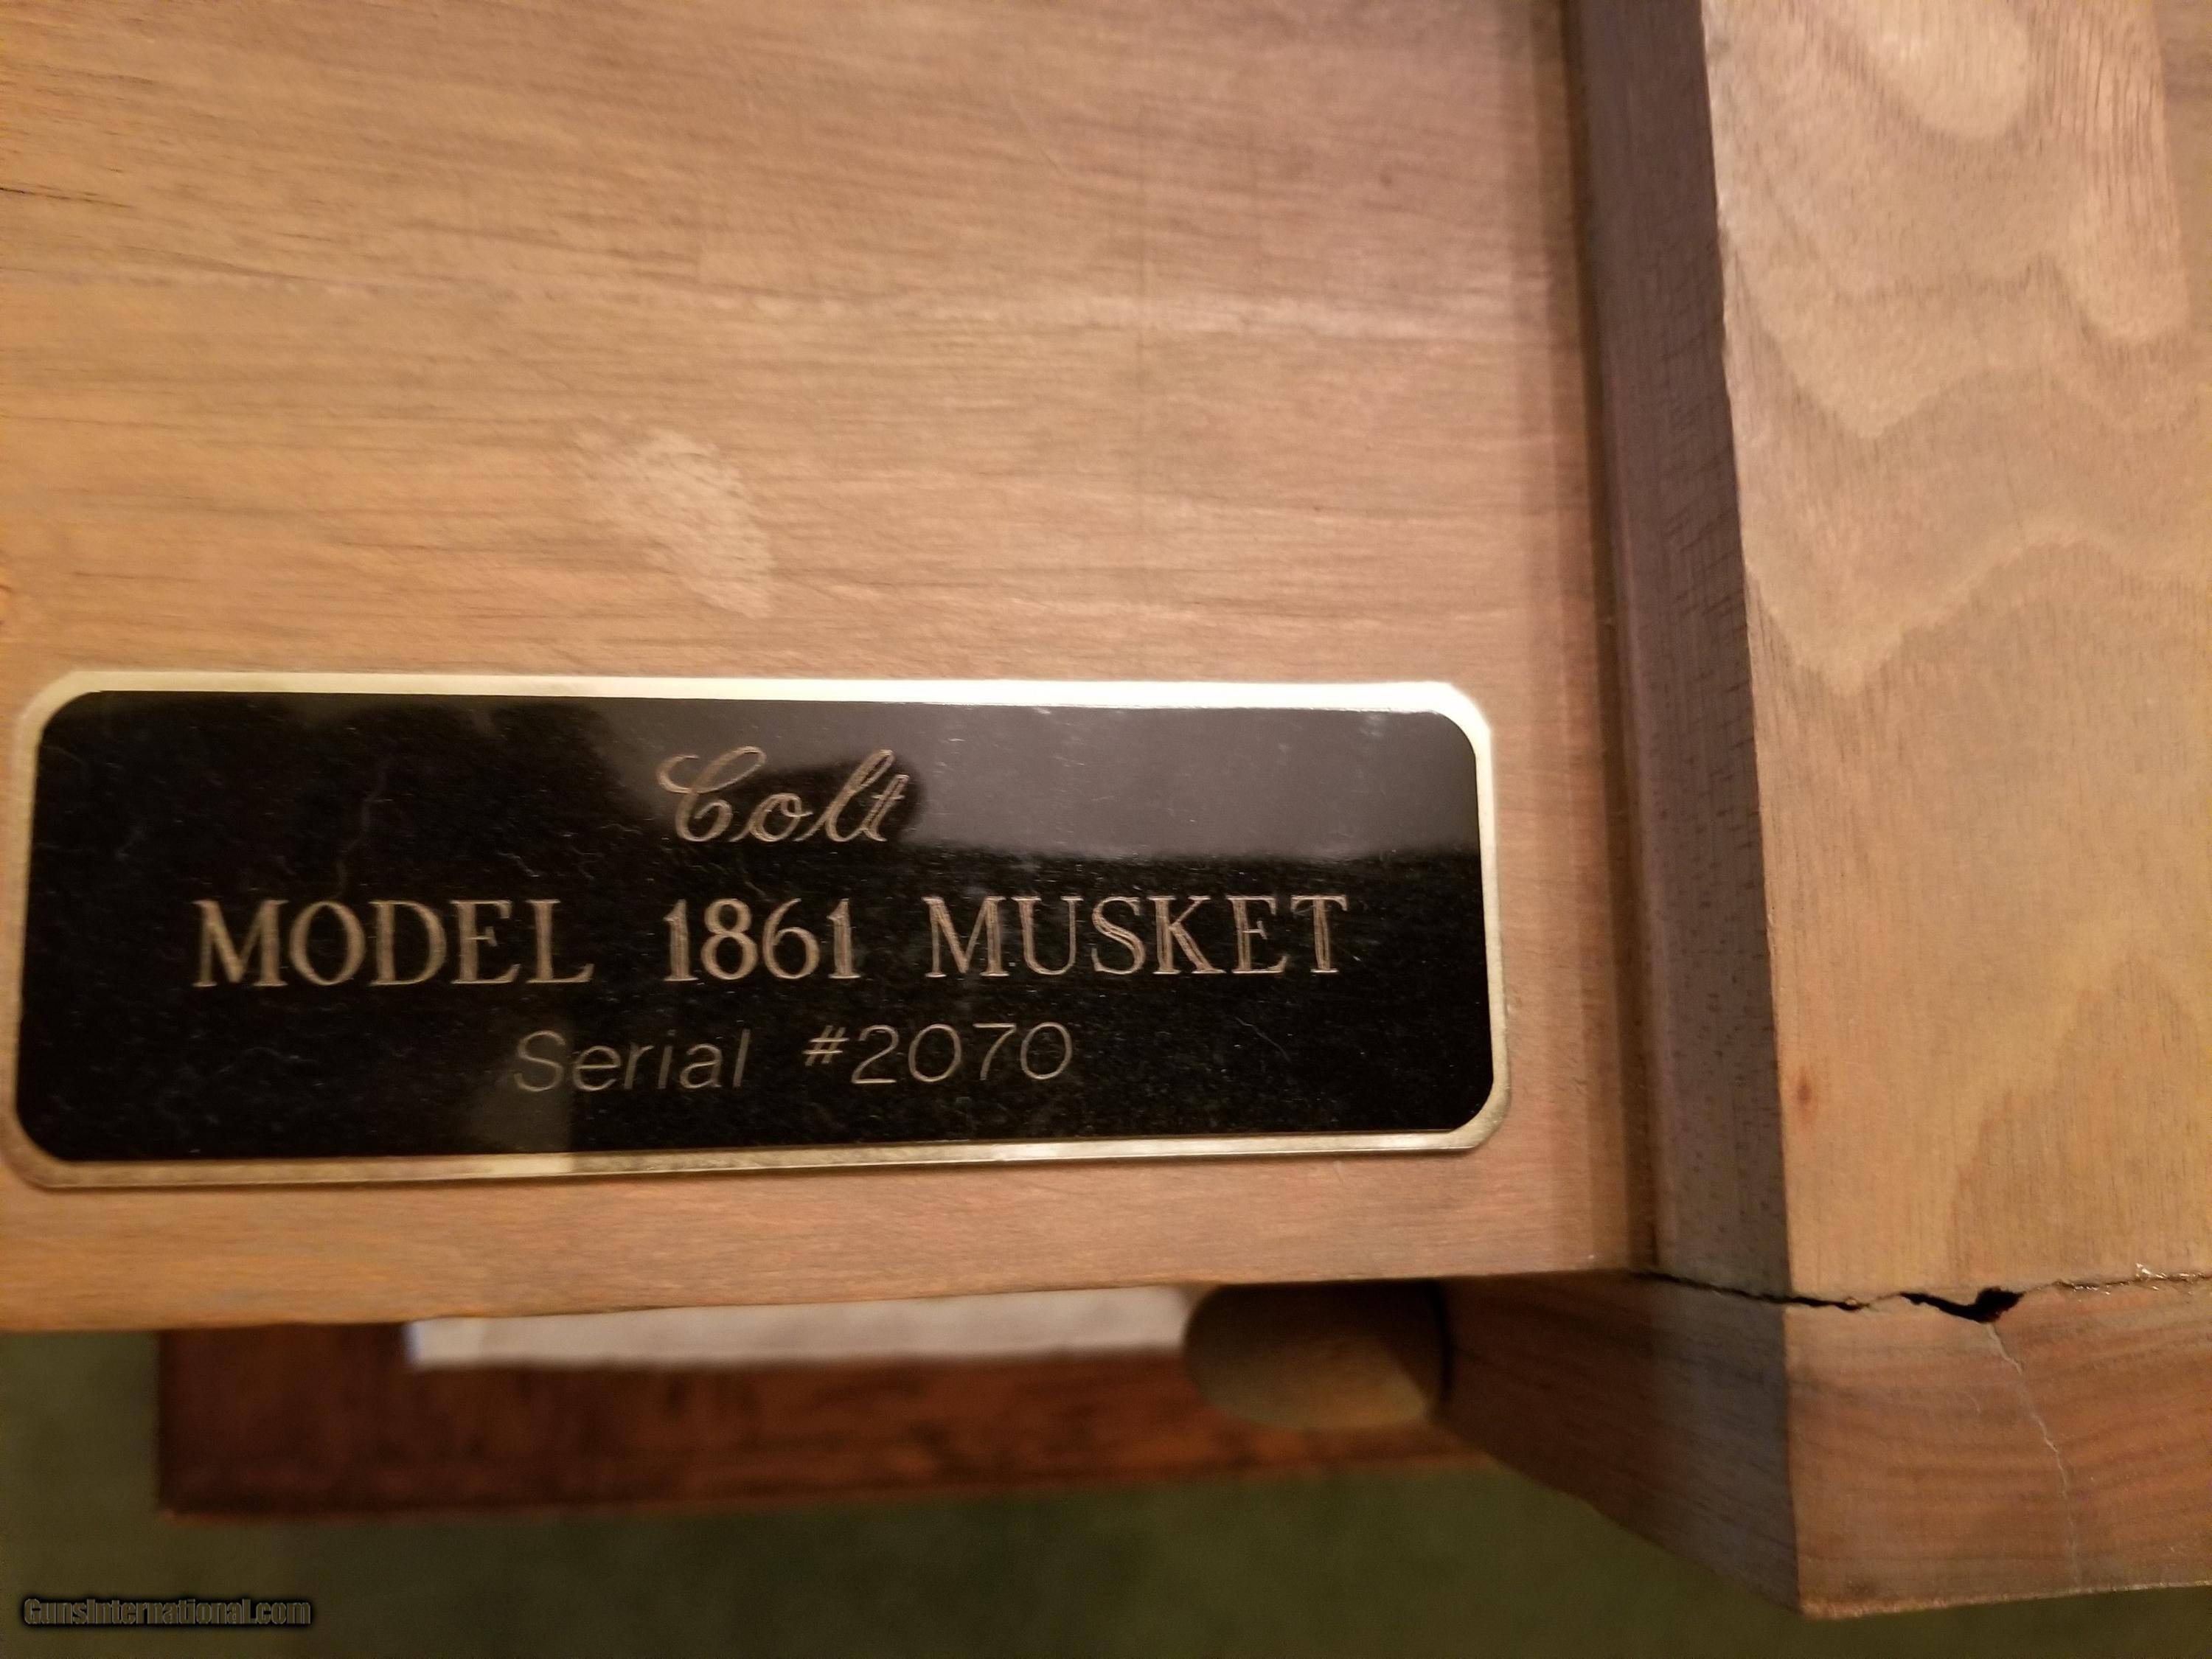 Colt
MODEL 1861 MUSKET
Serial #2070
GunsInternational.com